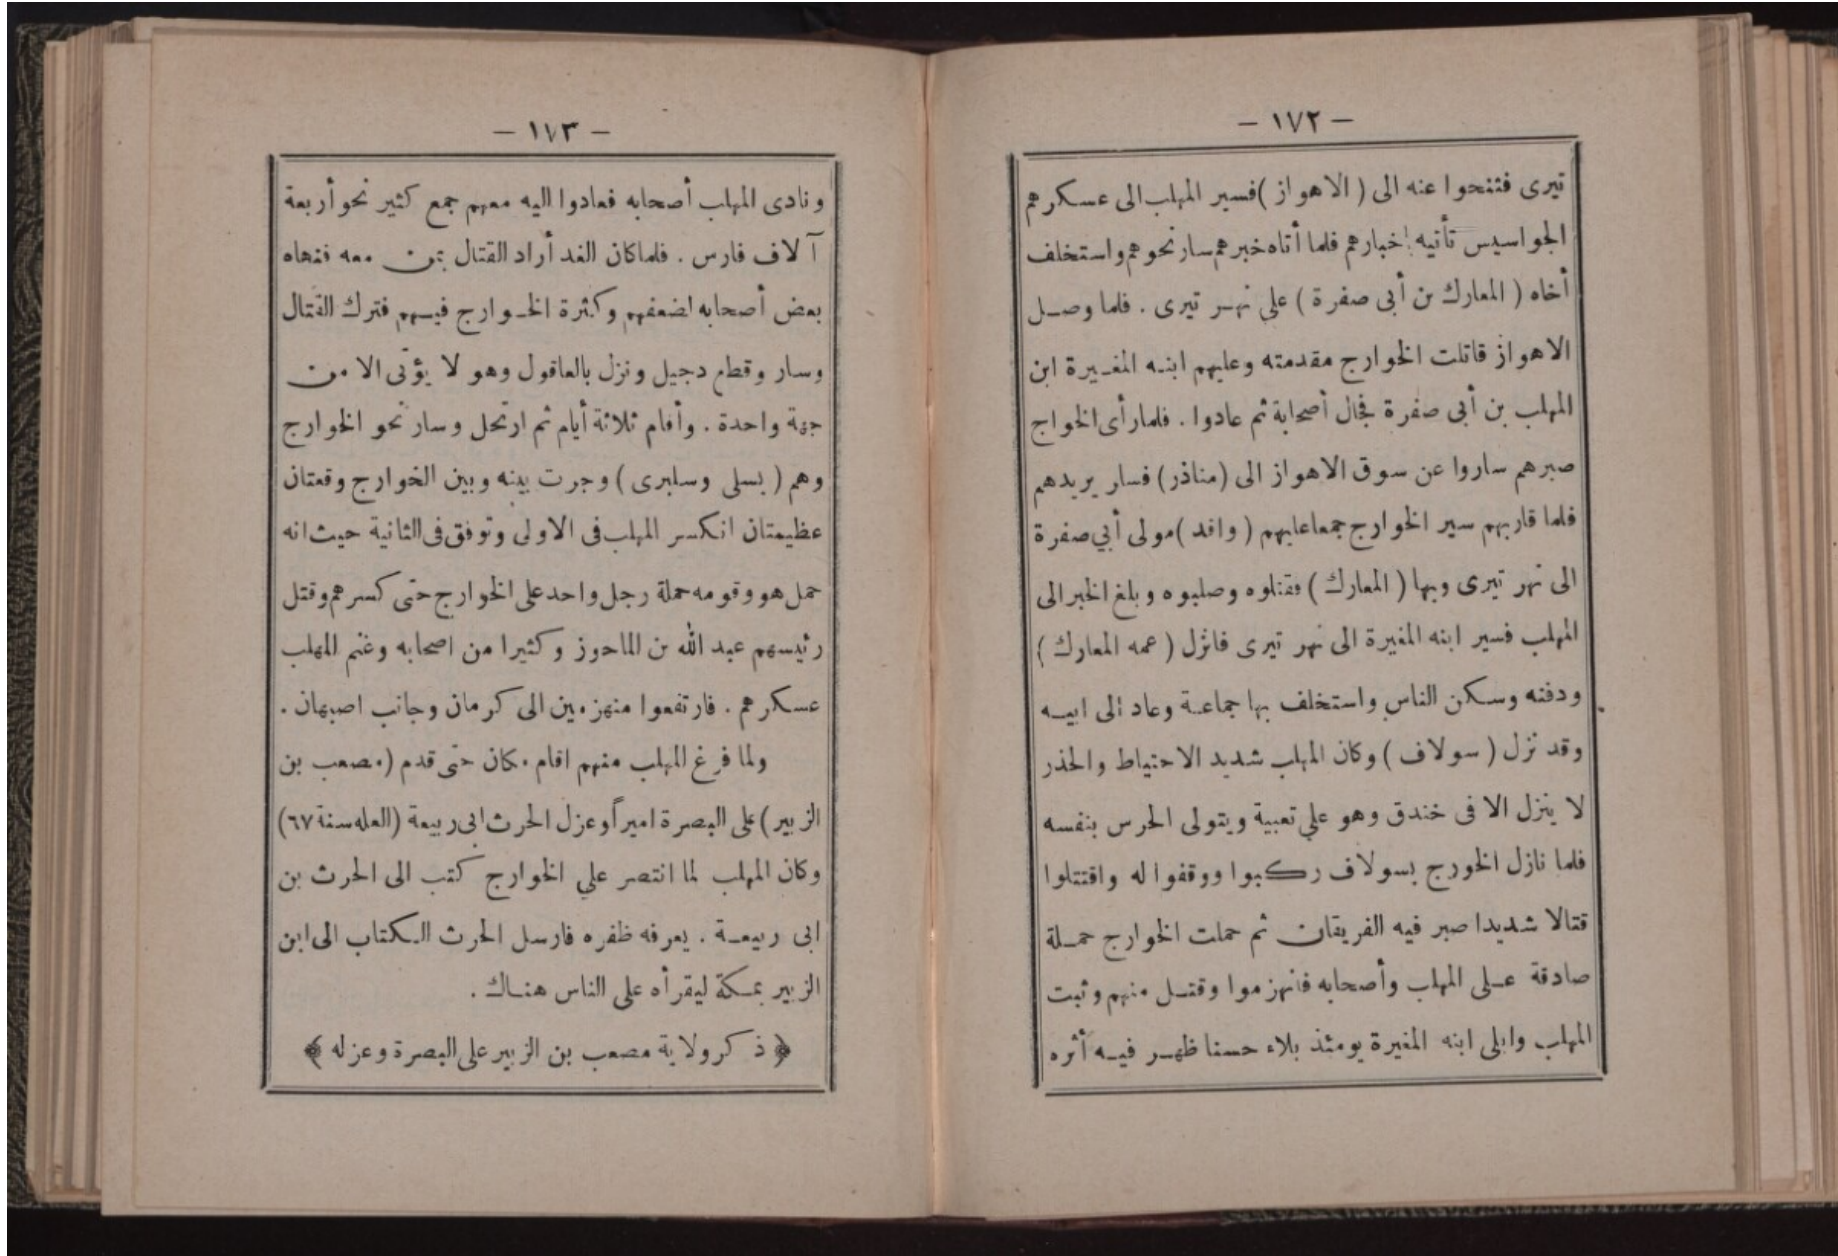 — ١٧٢ —
تيرى فتنحوا عنه الى ( الاهواز ) فسير المهلب الى عسكرهم
الجواسيس تأتيه اخبارهم فلما أتاه خبرهم سار نحوهم واستخلف
أخاه ( المعارك بن أبى صفرة ) علي نهر تيرى . فلما وصل
الاهواز قاتلت الخوارج مقدمته وعليهم ابنه المغيرة ابن
المهلب بن أبى صفرة فجال أصحابة ثم عادوا . فلما رأى الخواج
صبرهم ساروا عن سوق الاهواز الى (مناذر) فسار يريدهم
فلما قاربهم سير الخوارج جمعا عليهم ( وافد ) مولى أبي صفرة
الى نهر تيرى وبها ( المعارك ) فقتلوه وصلبوه وبلغ الخبر الى
المهلب فسير ابنه المغيرة الى نهر تيرى فانزل ( عمه المعارك )
ودفنه وسكن الناس واستخلف بها جماعة وعاد الى ابيه
وقد نزل ( سولاف ) وكان المهلب شديد الاحتياط والحذر
لا ينزل الا فى خندق وهو علي تعبية ويتولى الحرس بنفسه
فلما نازل الخورج بسولاف ركبوا ووقفوا له واقتتلوا
قتالا شديدا صبر فيه الفريقان ثم حملت الخوارج حملة
صادقة على المهلب وأصحابه فانهزموا وقتل منهم وثبت
المهلب وابلى ابنه المغيرة يومئذ بلاء حسنا ظهر فيه أثره
— ١٧٣ —
ونادى المهلب أصحابه فعادوا اليه معهم جمع كثير نحو أربعة
آلاف فارس . فلما كان الغد أراد القتال بمن معه فنهاه
بعض أصحابه لضعفهم وكثرة الخوارج فيهم فترك القتال
وسار وقطع دجيل ونزل بالعاقول وهو لا يؤتى الا من
جهة واحدة . وأقام ثلاثة أيام ثم ارتحل وسار نحو الخوارج
وهم ( بسلى وسلبرى ) وجرت بينه وبين الخوارج وقعتان
عظيمتان انكسر المهلب فى الاولى وتوفق فى الثانية حيث انه
حمل هو وقومه حملة رجل واحد على الخوارج حتى كسرهم وقتل
رئيسهم عبد الله بن الماحوز وكثيرا من اصحابه وغنم المهلب
عسكرهم . فارتفعوا منهزمين الى كرمان وجانب اصبهان .
ولما فرغ المهلب منهم اقام مكان حتى قدم (مصعب بن
الزبير) على البصرة اميراً وعزل الحرث ابى ربيعة (العله سنة ٦٧)
وكان المهلب لما انتصر علي الخوارج كتب الى الحرث بن
ابى ربيعة . يعرفه ظفره فارسل الحرث الكتاب الى ابن
الزبير بمكة ليقرأه على الناس هناك .
﴿ ذكر ولاية مصعب بن الزبير على البصرة وعزله ﴾